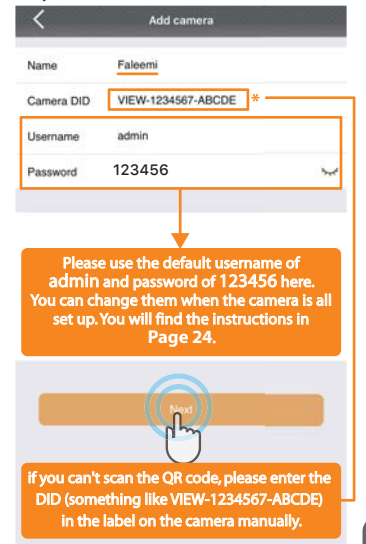 Add camera
Name Faleemi
Camera DID VIEW-1234567-ABCDE *
Username admin
Password 123456
Please use the default username of
admin and password of 123456 here.
You can change them when the camera is all
set up. You will find the instructions in
Page 24.
Next
if you can't scan the QR code, please enter the
DID (something like VIEW-1234567-ABCDE)
in the label on the camera manually.